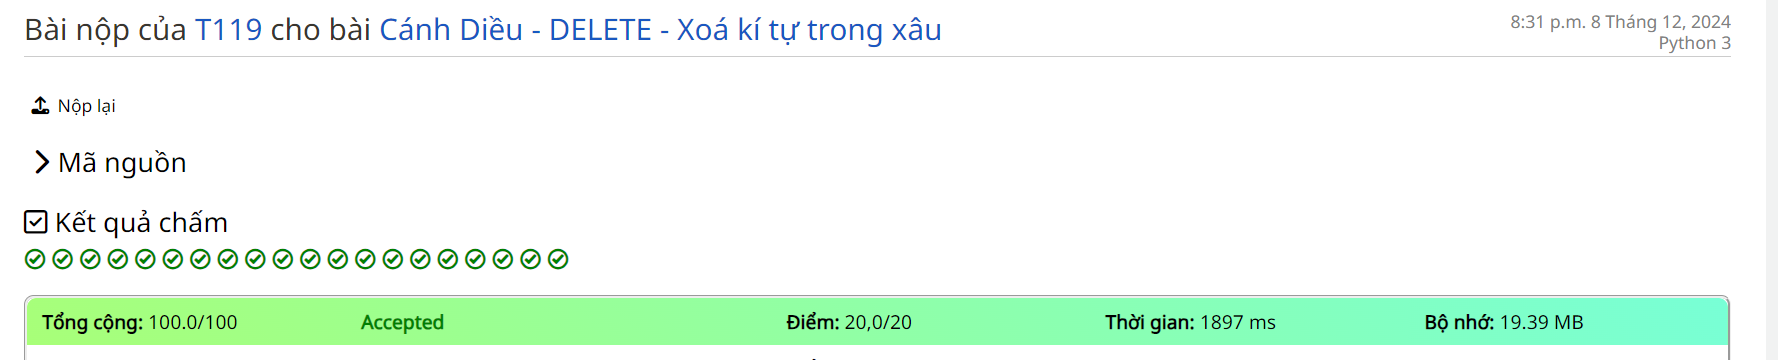 Bài nộp của T119 cho bài Cánh Diều - DELETE - Xoá kí tự trong xâu
8:31 p.m. 8 Tháng 12, 2024
Python 3
Nộp lại
Mã nguồn
Kết quả chấm
Tổng cộng: 100.0/100 Accepted Điểm: 20,0/20 Thời gian: 1897 ms Bộ nhớ: 19.39 MB